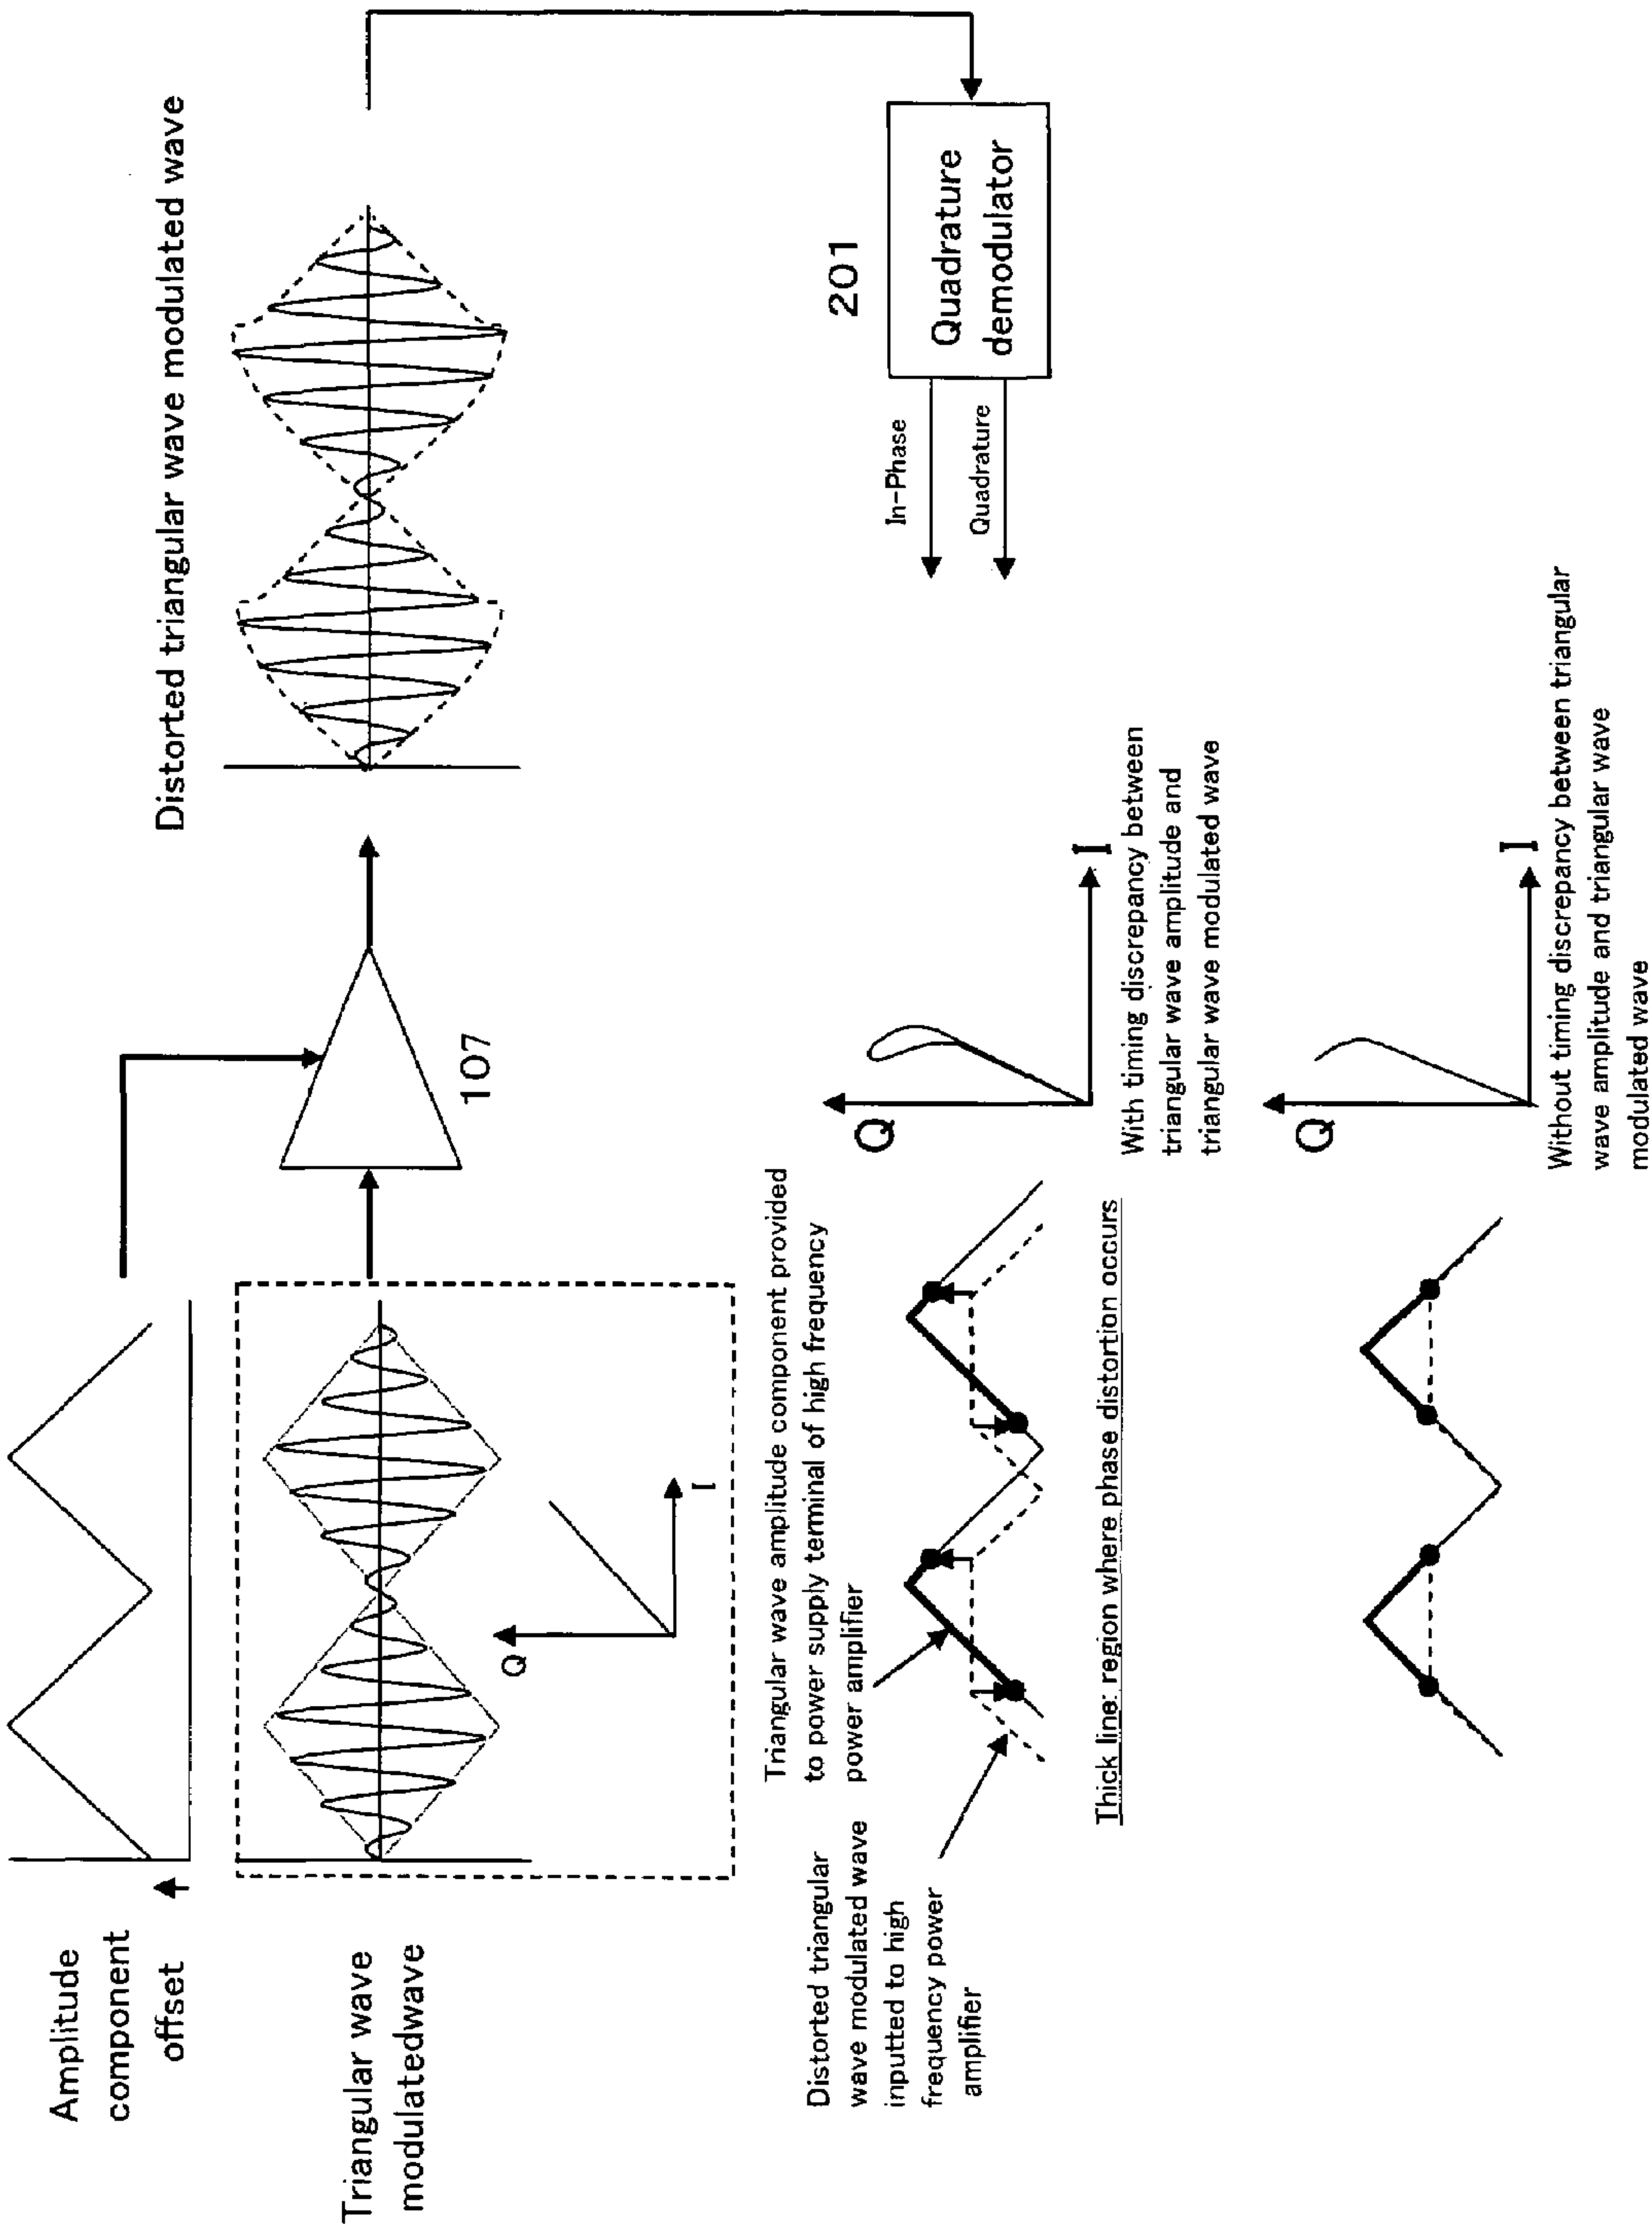 Amplitude
component
offset
Triangular wave
modulatedwave
Q
I
107
Distorted triangular wave modulated wave
201
Quadrature
demodulator
In-Phase
Quadrature
Distorted triangular
wave modulated wave
inputted to high
frequency power
amplifier
Triangular wave amplitude component provided
to power supply terminal of high frequency
power amplifier
Thick line: region where phase distortion occurs
Q
I
With timing discrepancy between
triangular wave amplitude and
triangular wave modulated wave
Q
I
Without timing discrepancy between triangular
wave amplitude and triangular wave
modulated wave